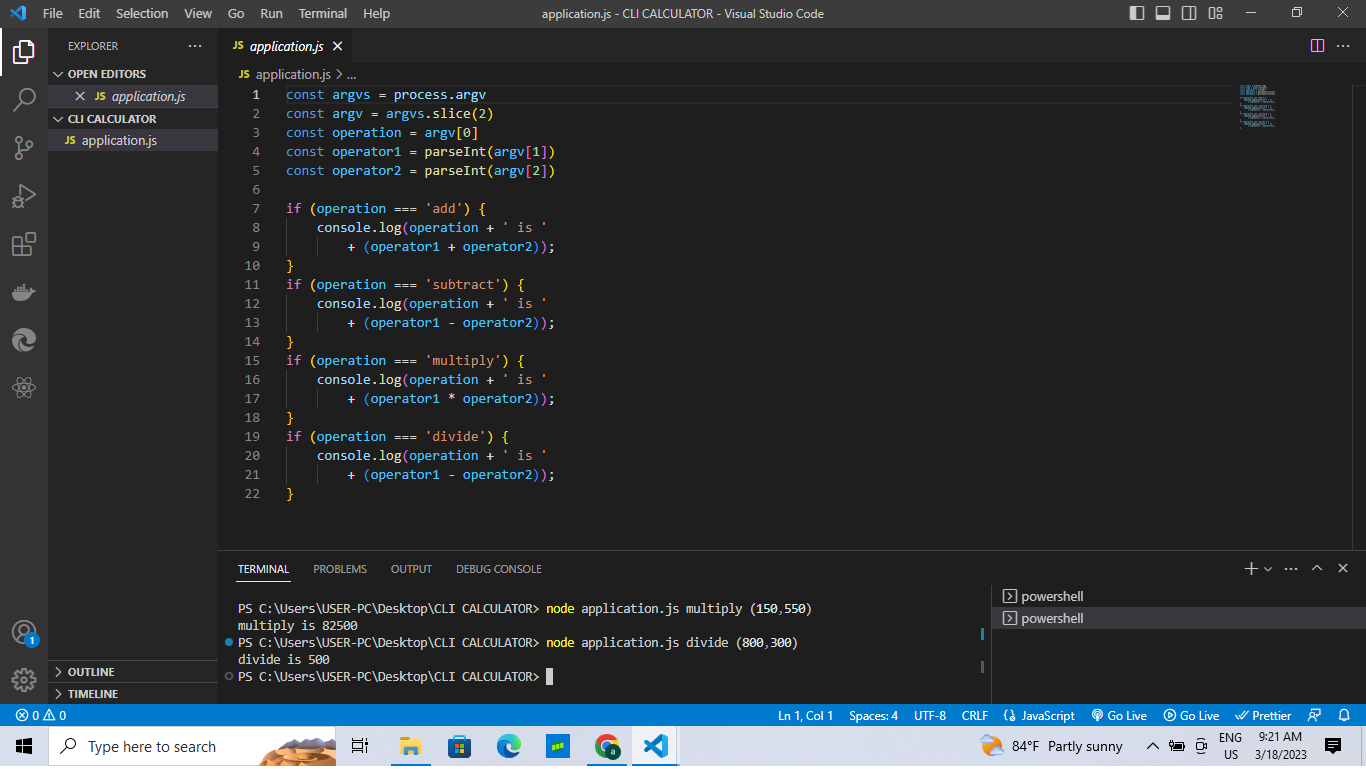 File Edit Selection View Go Run Terminal Help application.js - CLI CALCULATOR - Visual Studio Code
EXPLORER
OPEN EDITORS
JS application.js
CLI CALCULATOR
JS application.js
OUTLINE
TIMELINE
JS application.js
JS application.js > ...
1 const argvs = process.argv
2 const argv = argvs.slice(2)
3 const operation = argv[0]
4 const operator1 = parseInt(argv[1])
5 const operator2 = parseInt(argv[2])
6
7 if (operation === 'add') {
8 console.log(operation + ' is '
9 + (operator1 + operator2));
10 }
11 if (operation === 'subtract') {
12 console.log(operation + ' is '
13 + (operator1 - operator2));
14 }
15 if (operation === 'multiply') {
16 console.log(operation + ' is '
17 + (operator1 * operator2));
18 }
19 if (operation === 'divide') {
20 console.log(operation + ' is '
21 + (operator1 - operator2));
22 }
TERMINAL PROBLEMS OUTPUT DEBUG CONSOLE
PS C:\Users\USER-PC\Desktop\CLI CALCULATOR> node application.js multiply (150,550)
multiply is 82500
PS C:\Users\USER-PC\Desktop\CLI CALCULATOR> node application.js divide (800,300)
divide is 500
PS C:\Users\USER-PC\Desktop\CLI CALCULATOR>
powershell
powershell
1
0 0 Ln 1, Col 1 Spaces: 4 UTF-8 CRLF {} JavaScript Go Live Go Live Prettier
Type here to search 84°F Partly sunny ENG 9:21 AM
US 3/18/2023